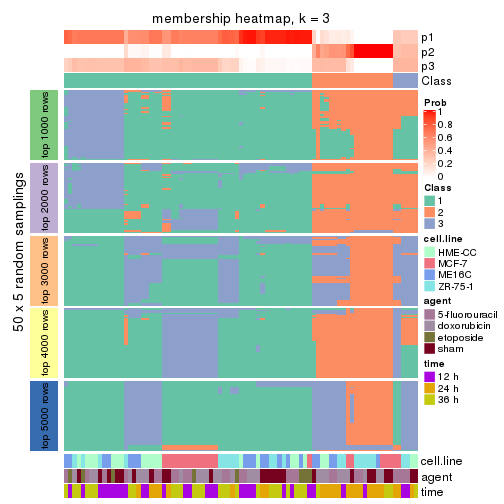 membership heatmap, k = 3
p1
p2
p3
Class
50 x 5 random samplings
top 1000 rows
top 2000 rows
top 3000 rows
top 4000 rows
top 5000 rows
cell.line
agent
time
Prob
1
0.8
0.6
0.4
0.2
0
Class
1
2
3
cell.line
HME-CC
MCF-7
ME16C
ZR-75-1
agent
5-fluorouracil
doxorubicin
etoposide
sham
time
12 h
24 h
36 h